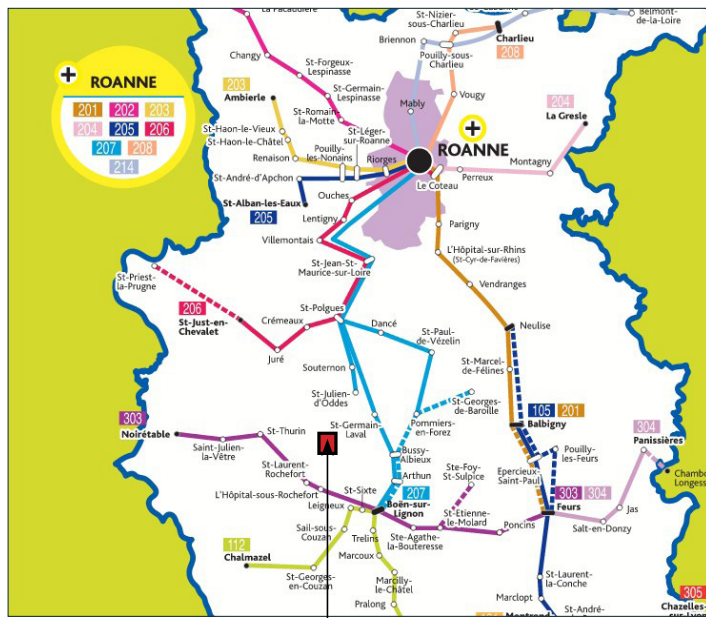 La Pacaudière
St-Nizier-
sous-Charlieu
Belmont-
de-la-Loire
Charlieu
208
Briennon
Pouilly-sous-
Charlieu
Changy
St-Forgeux-
Lespinasse
ROANNE
201 202 203
204 205 206
207 208
214
203
Ambierle
St-Germain-
Lespinasse
Vougy
Mably
204
La Gresle
St-Romain-
la-Motte
St-Haon-le-Vieux
St-Haon-le-Châtel
St-Léger-
sur-Roanne
Pouilly-
les-Nonains
Renaison
Riorges
ROANNE
Montagny
Perreux
Le Coteau
St-André-d'Apchon
St-Alban-les-Eaux
205
Ouches
Lentigny
Villemontais
Parigny
L'Hôpital-sur-Rhins
(St-Cyr-de-Favières)
St-Jean-St-
Maurice-sur-Loire
Vendranges
St-Priest-
la-Prugne
206
St-Just-en-
Chevalet
Crémeaux
St-Polgues
Dancé
Juré
St-Paul-
de-Vézelin
Neulise
Souternon
St-Marcel-
de-Félines
St-Julien-
d'Oddes
St-Georges-
de-Baroille
105 201
Balbigny
303
Noirétable
St-Thurin
Saint-Julien-
la-Vêtre
St-Germain-
Laval
Pommiers-
en-Forez
304
Panissières
Pouilly-
les-Feurs
Bussy-
Albieux
St-Laurent-
Rochefort
Arthun
Ste-Foy-
St-Sulpice
Epercieux-
Saint-Paul
Chambo
Longess
L'Hôpital-sous-Rochefort
St-Sixte
207
Boën-sur-
Lignon
St-Etienne-
le-Molard
303 304
Feurs
Leigneux
Jas
Sail-sous-
Couzan
Poncins
Salt-en-Donzy
112
Chalmazel
Trelins
Ste-Agathe-
la-Bouteresse
Marcoux
St-Georges-
en-Couzan
Marcilly-
le-Châtel
St-Laurent-
la-Conche
Marclopt
305
Chazelles-
Pralong
St-André-